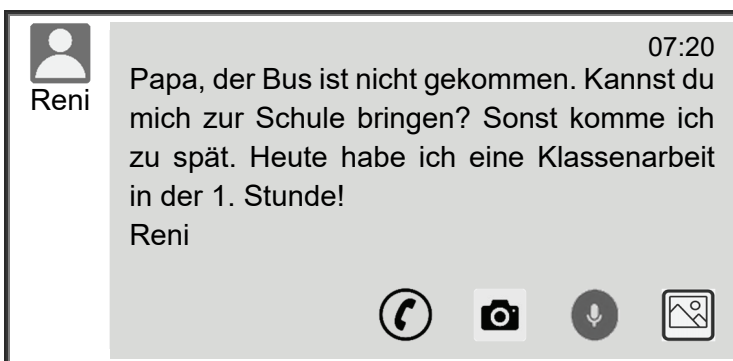 07:20
Reni
Papa, der Bus ist nicht gekommen. Kannst du
mich zur Schule bringen? Sonst komme ich
zu spät. Heute habe ich eine Klassenarbeit
in der 1. Stunde!
Reni